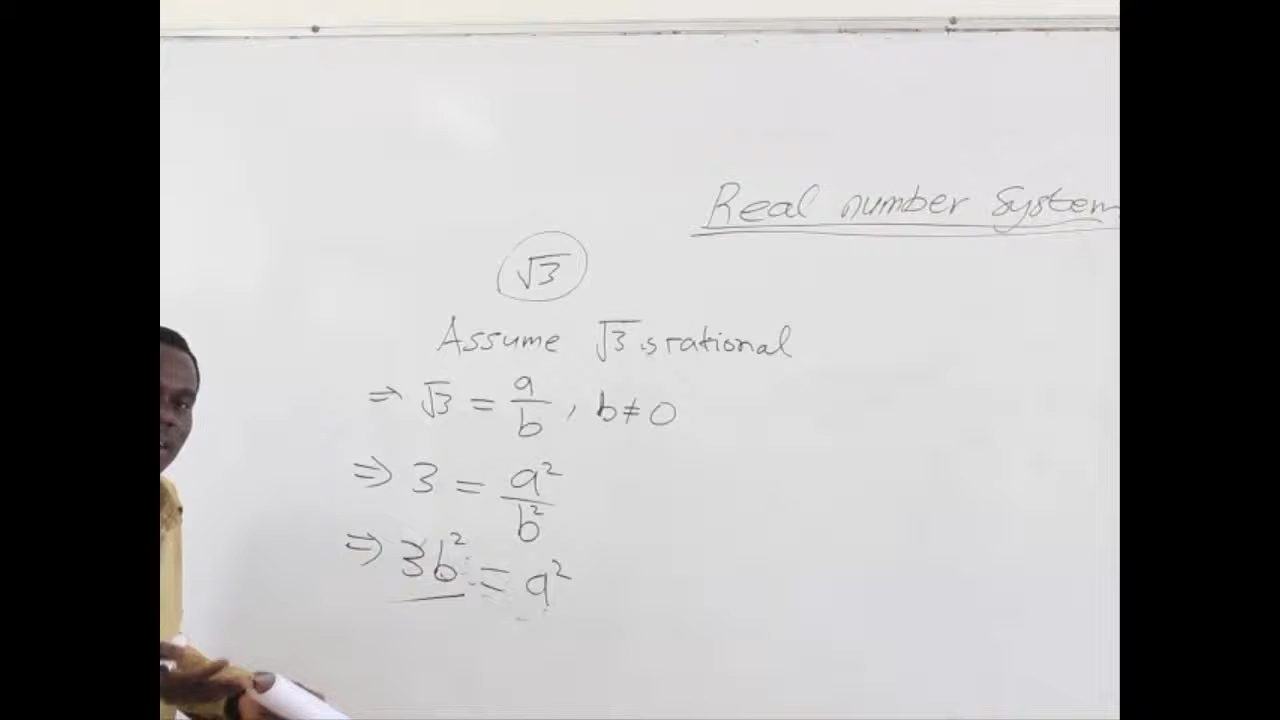 Real number System
√3
Assume √3 is rational
⇒ √3 = a/b, b≠0
⇒ 3 = a²/b²
⇒ 3b² = a²